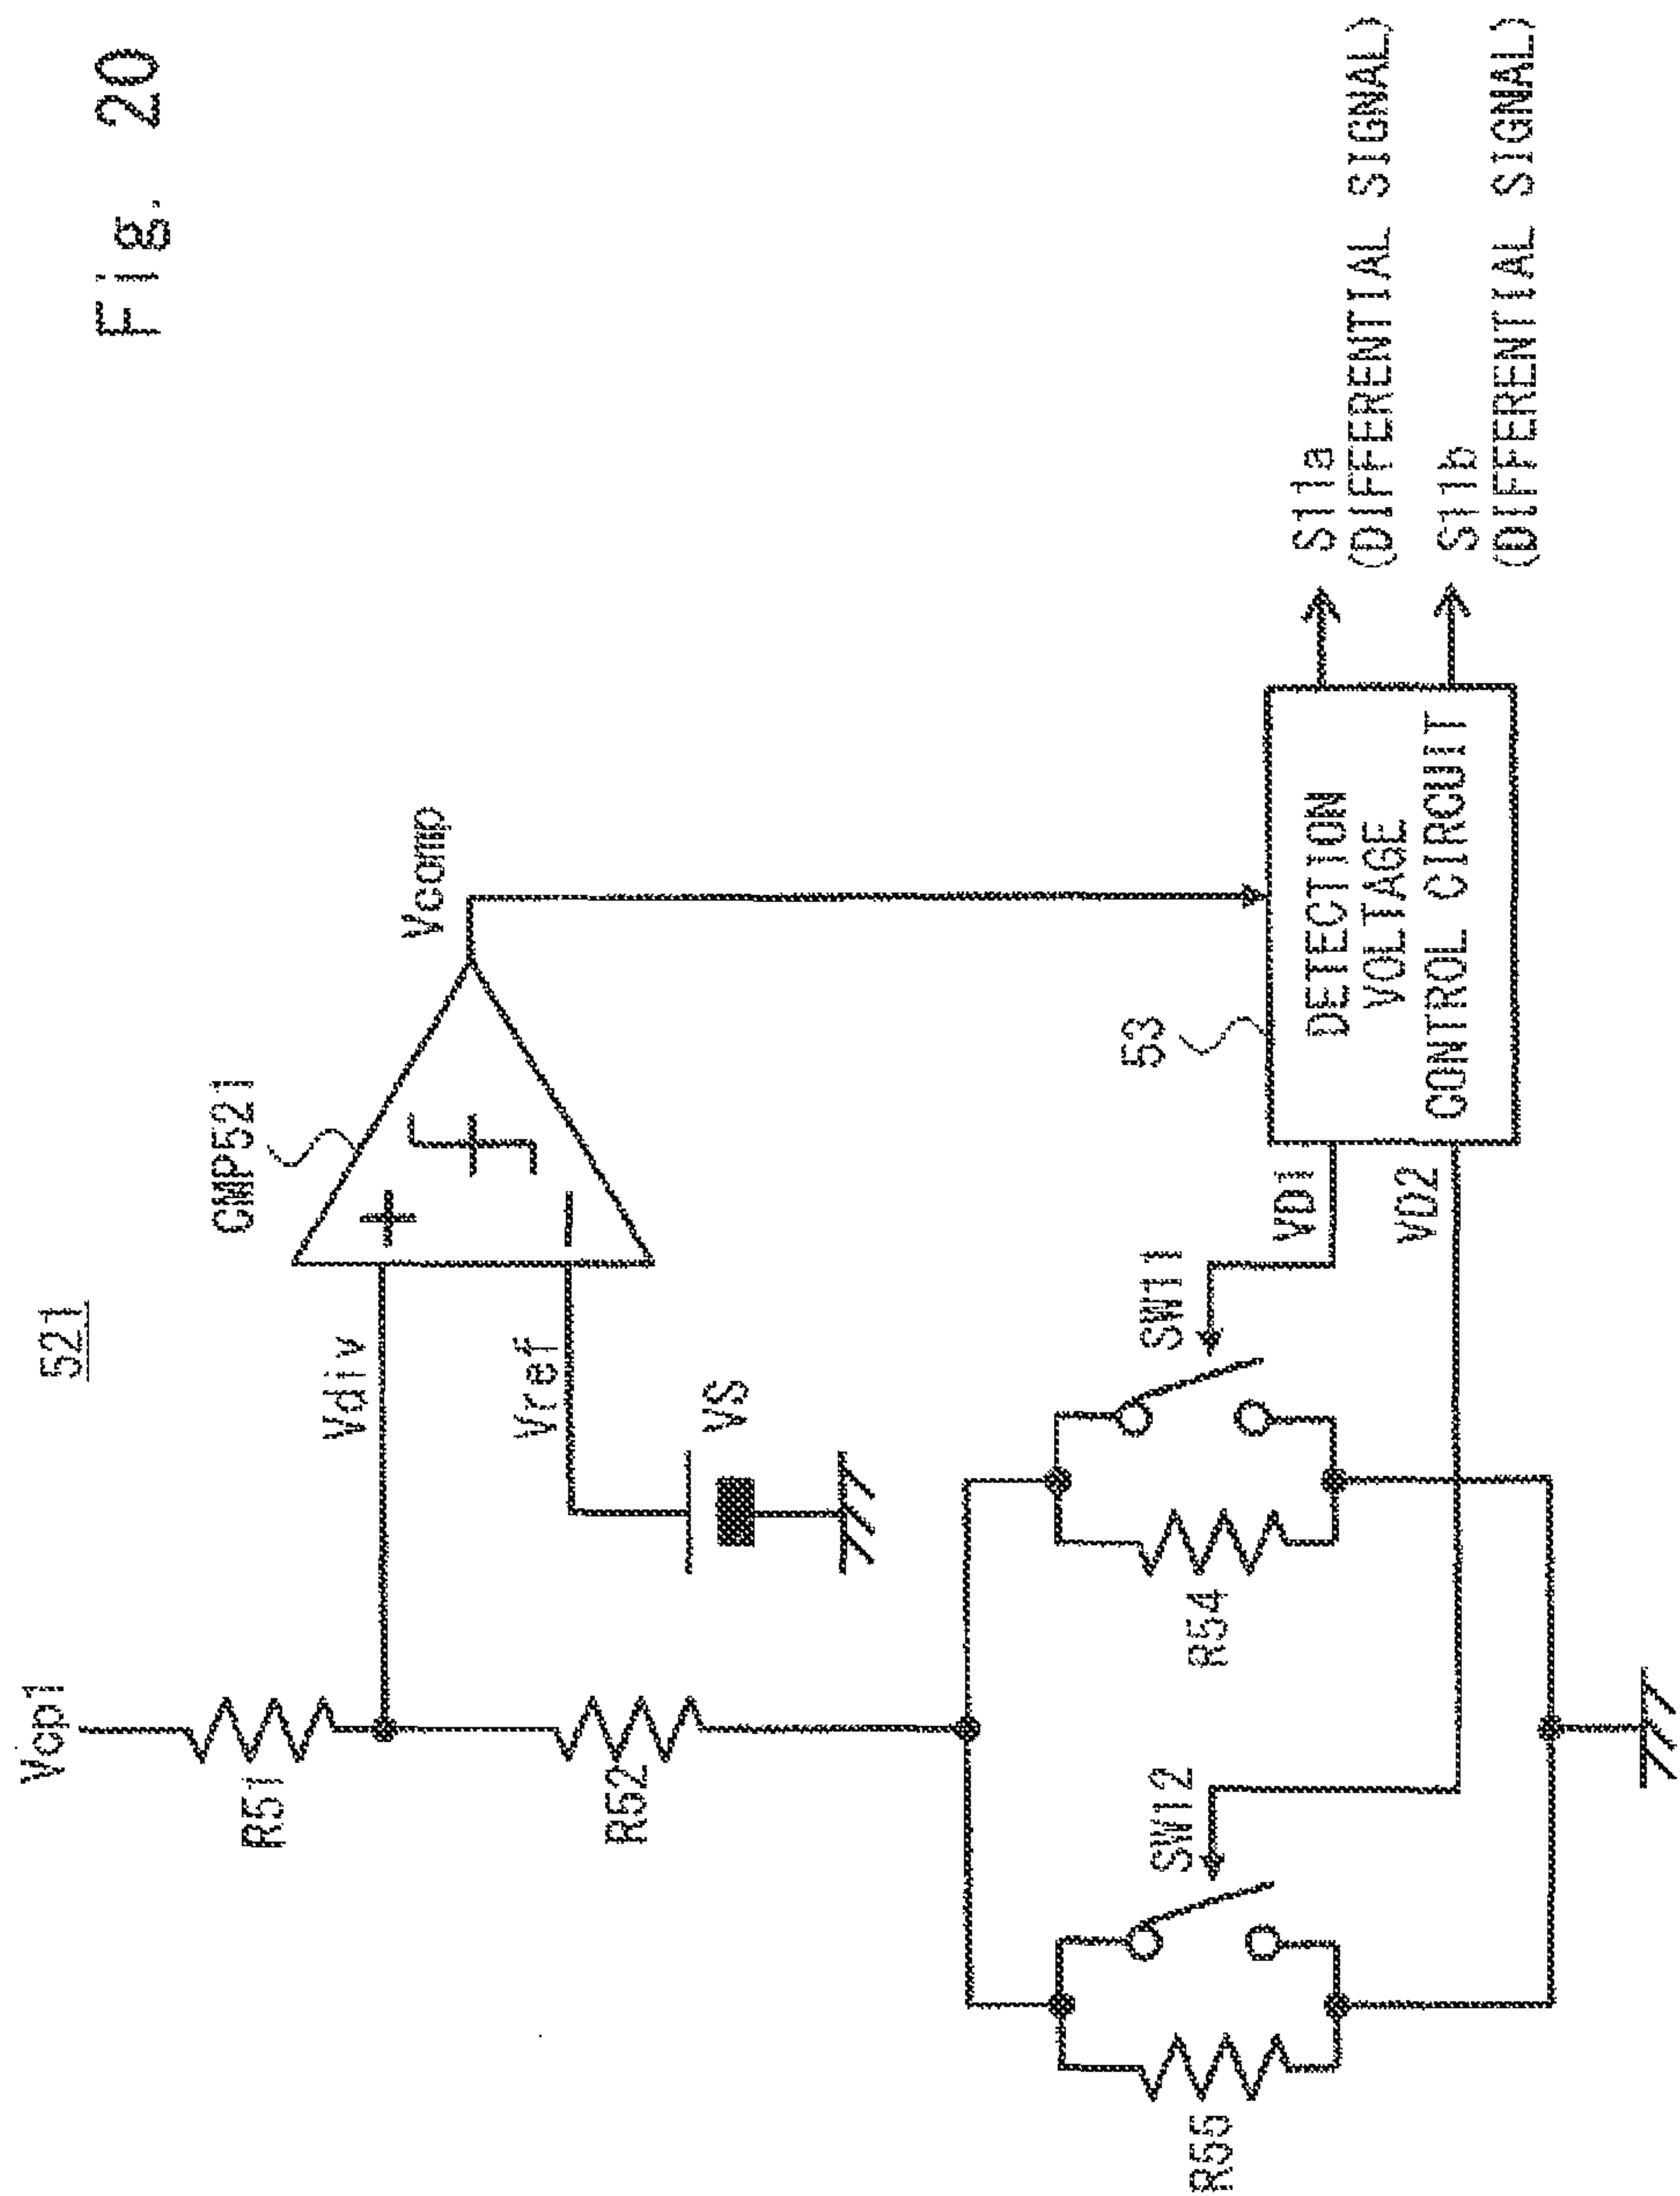 Fig. 20
521
Vcp1
R51
Vdiv
CMP521
+
−
Vcomp
Vref
VS
R52
53
DETECTION
VOLTAGE
CONTROL CIRCUIT
S11a
(DIFFERENTIAL SIGNAL)
S11b
(DIFFERENTIAL SIGNAL)
VD1
VD2
SW11
R54
SW12
R55